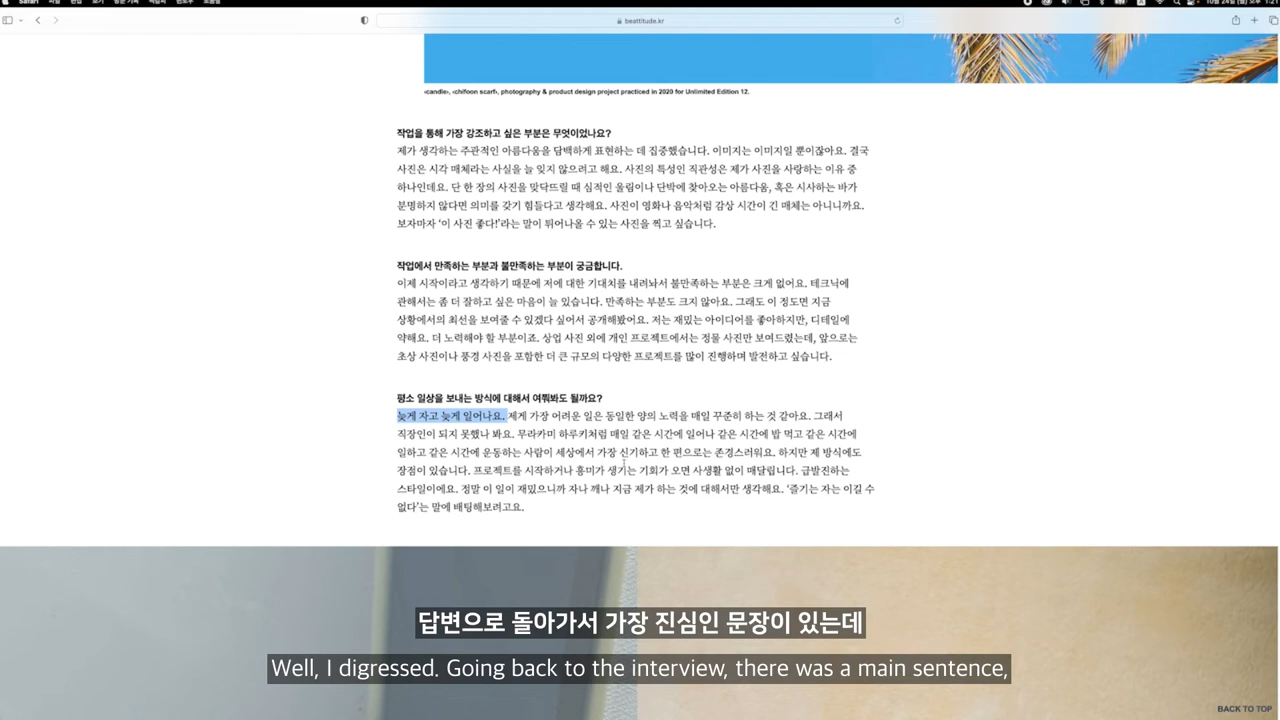 Safari
beattitude.kr
‹candle›, ‹chifoon scarf›, photography & product design project practiced in 2020 for Unlimited Edition 12.
작업을 통해 가장 강조하고 싶은 부분은 무엇이었나요?
제가 생각하는 주관적인 아름다움을 담백하게 표현하는 데 집중했습니다. 이미지는 이미지일 뿐이잖아요. 결국
사진은 시각 매체라는 사실을 늘 잊지 않으려고 해요. 사진의 특성인 직관성은 제가 사진을 사랑하는 이유 중
하나인데요. 단 한 장의 사진을 맞닥뜨릴 때 심적인 울림이나 단박에 찾아오는 아름다움, 혹은 시사하는 바가
분명하지 않다면 의미를 갖기 힘들다고 생각해요. 사진이 영화나 음악처럼 감상 시간이 긴 매체는 아니니까요.
보자마자 ‘이 사진 좋다!’라는 말이 튀어나올 수 있는 사진을 찍고 싶습니다.
작업에서 만족하는 부분과 불만족하는 부분이 궁금합니다.
이제 시작이라고 생각하기 때문에 저에 대한 기대치를 내려놔서 불만족하는 부분은 크게 없어요. 테크닉에
관해서는 좀 더 잘하고 싶은 마음이 늘 있습니다. 만족하는 부분도 크지 않아요. 그래도 이 정도면 지금
상황에서의 최선을 보여줄 수 있겠다 싶어서 공개해봤어요. 저는 재밌는 아이디어를 좋아하지만, 디테일에
약해요. 더 노력해야 할 부분이죠. 상업 사진 외에 개인 프로젝트에서는 정물 사진만 보여드렸는데, 앞으로는
초상 사진이나 풍경 사진을 포함한 더 큰 규모의 다양한 프로젝트를 많이 진행하며 발전하고 싶습니다.
평소 일상을 보내는 방식에 대해서 여쭤봐도 될까요?
늦게 자고 늦게 일어나요. 제게 가장 어려운 일은 동일한 양의 노력을 매일 꾸준히 하는 것 같아요. 그래서
직장인이 되지 못했나 봐요. 무라카미 하루키처럼 매일 같은 시간에 일어나 같은 시간에 밥 먹고 같은 시간에
일하고 같은 시간에 운동하는 사람이 세상에서 가장 신기하고 한 편으로는 존경스러워요. 하지만 제 방식에도
장점이 있습니다. 프로젝트를 시작하거나 흥미가 생기는 기회가 오면 사생활 없이 매달립니다. 급발진하는
스타일이에요. 정말 이 일이 재밌으니까 자나 깨나 지금 제가 하는 것에 대해서만 생각해요. ‘즐기는 자는 이길 수
없다’는 말에 배팅해보려고요.
답변으로 돌아가서 가장 진심인 문장이 있는데
Well, I digressed. Going back to the interview, there was a main sentence,
BACK TO TOP